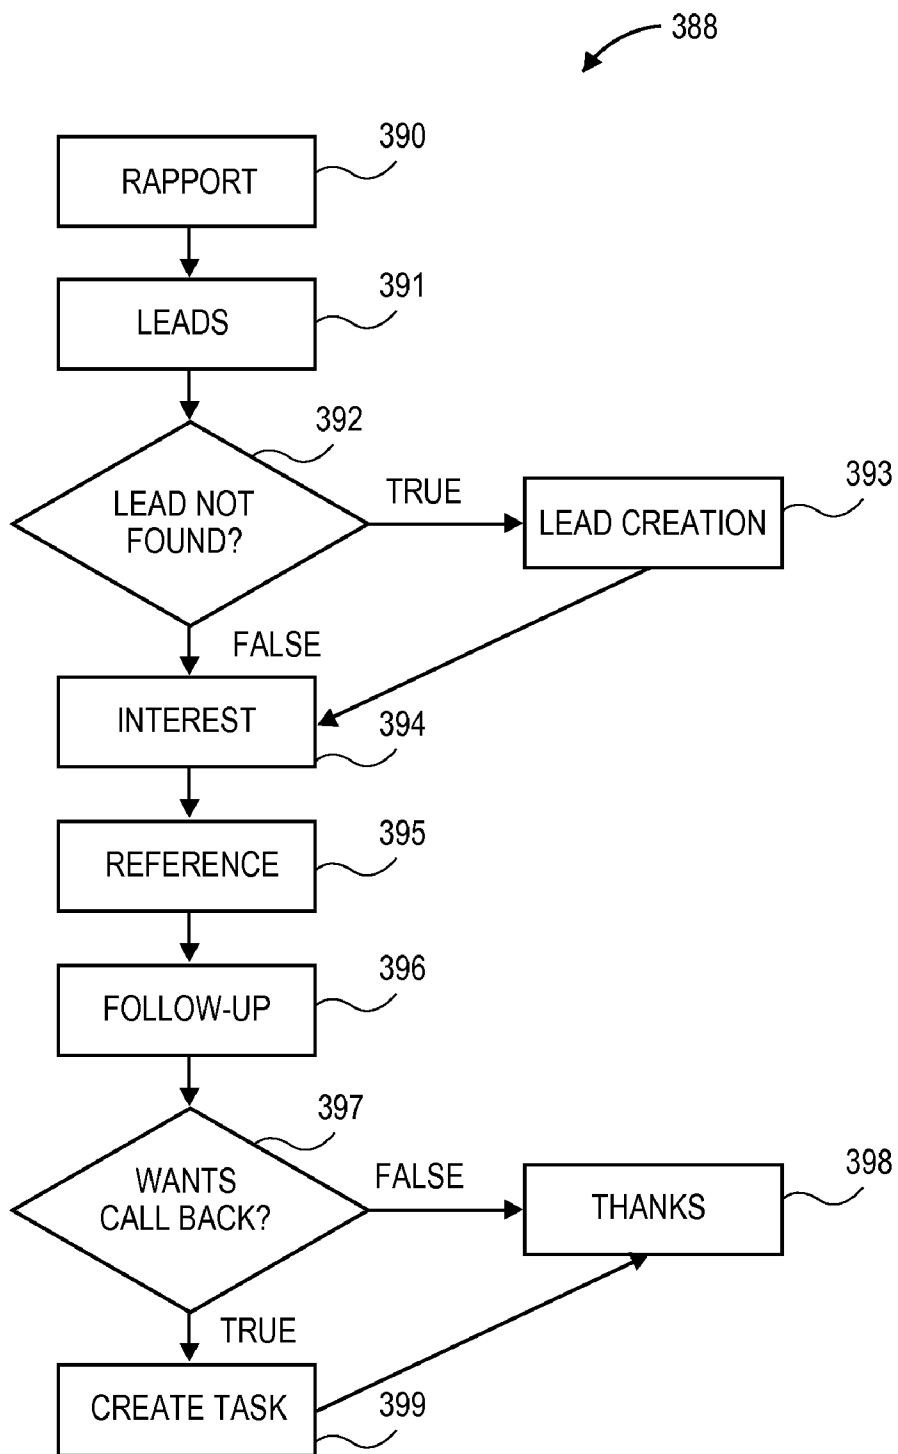 388
390
RAPPORT
391
LEADS
392
LEAD NOT
FOUND?
TRUE
393
LEAD CREATION
FALSE
INTEREST
394
395
REFERENCE
396
FOLLOW-UP
397
WANTS
CALL BACK?
FALSE
398
THANKS
TRUE
CREATE TASK
399